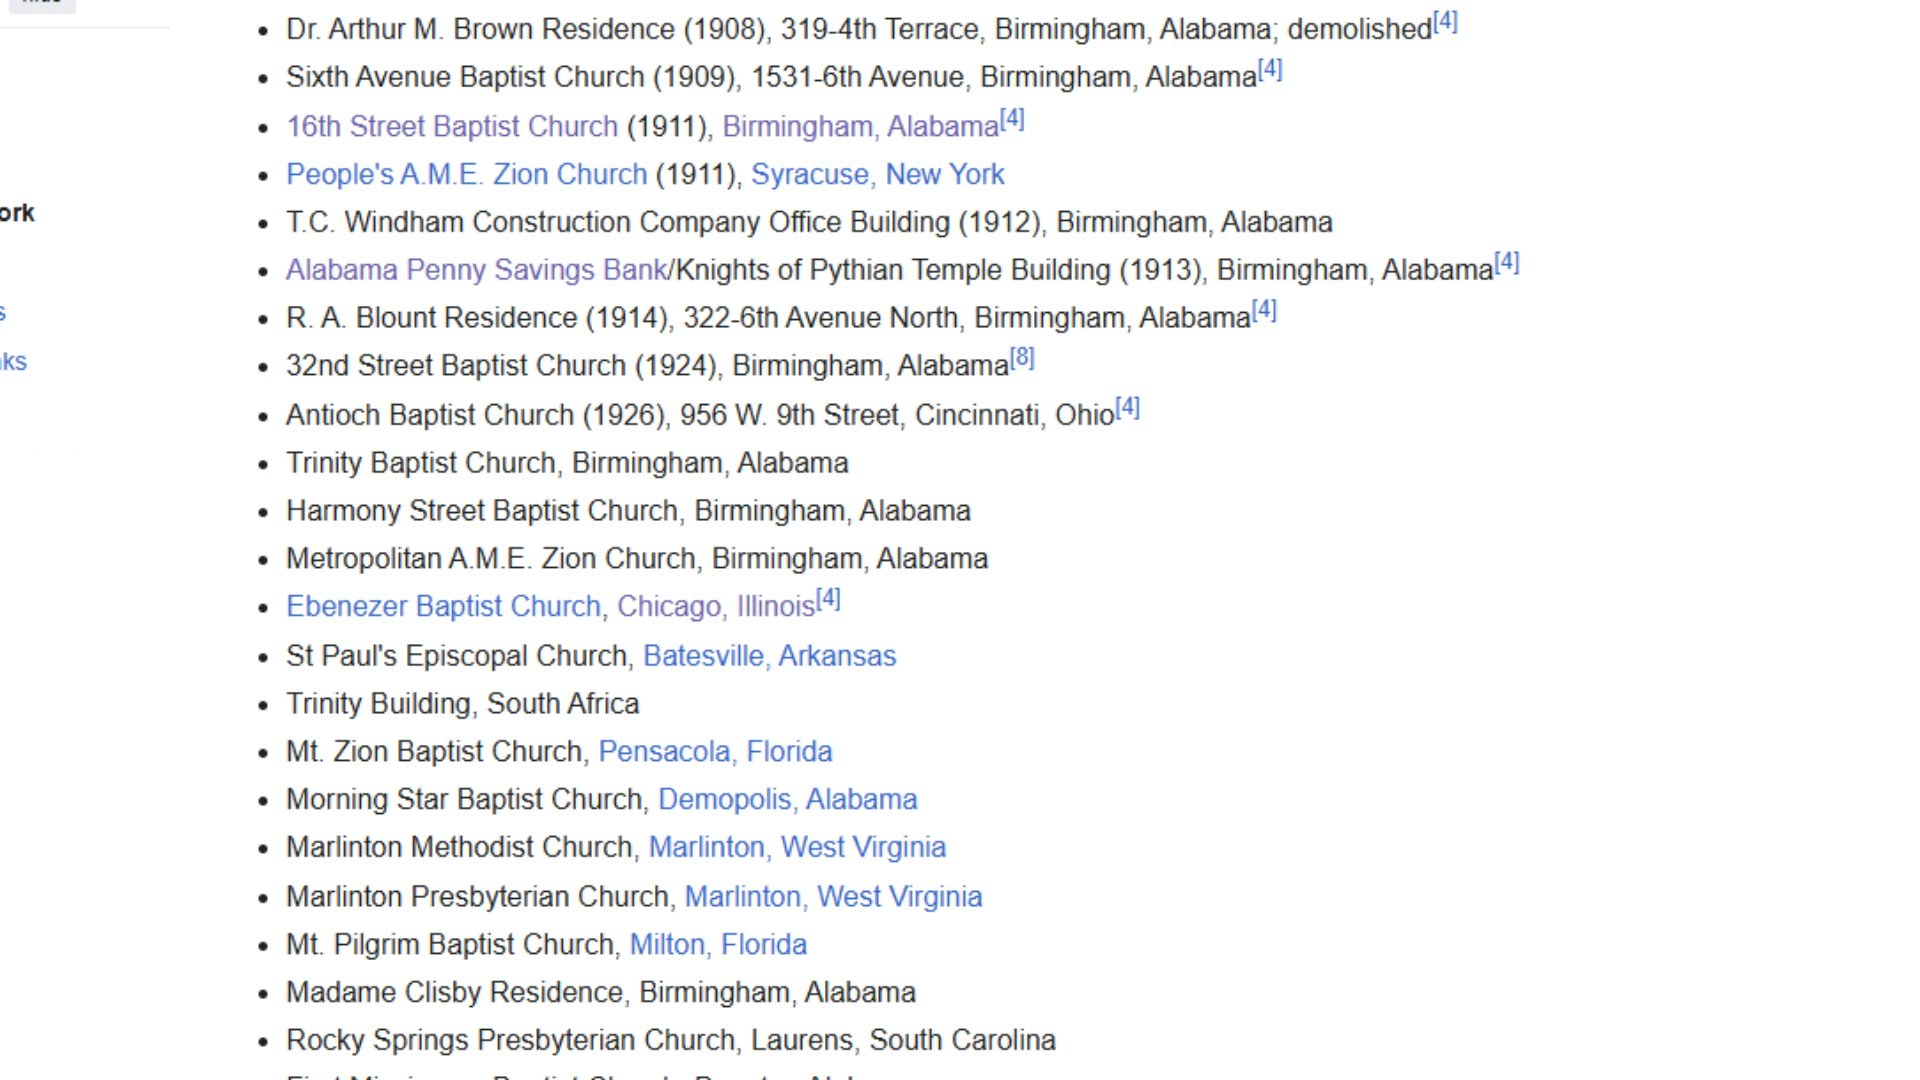 Dr. Arthur M. Brown Residence (1908), 319-4th Terrace, Birmingham, Alabama; demolished[4]
Sixth Avenue Baptist Church (1909), 1531-6th Avenue, Birmingham, Alabama[4]
16th Street Baptist Church (1911), Birmingham, Alabama[4]
People's A.M.E. Zion Church (1911), Syracuse, New York
ork
T.C. Windham Construction Company Office Building (1912), Birmingham, Alabama
Alabama Penny Savings Bank/Knights of Pythian Temple Building (1913), Birmingham, Alabama[4]
s
R. A. Blount Residence (1914), 322-6th Avenue North, Birmingham, Alabama[4]
ks
32nd Street Baptist Church (1924), Birmingham, Alabama[8]
Antioch Baptist Church (1926), 956 W. 9th Street, Cincinnati, Ohio[4]
Trinity Baptist Church, Birmingham, Alabama
Harmony Street Baptist Church, Birmingham, Alabama
Metropolitan A.M.E. Zion Church, Birmingham, Alabama
Ebenezer Baptist Church, Chicago, Illinois[4]
St Paul's Episcopal Church, Batesville, Arkansas
Trinity Building, South Africa
Mt. Zion Baptist Church, Pensacola, Florida
Morning Star Baptist Church, Demopolis, Alabama
Marlinton Methodist Church, Marlinton, West Virginia
Marlinton Presbyterian Church, Marlinton, West Virginia
Mt. Pilgrim Baptist Church, Milton, Florida
Madame Clisby Residence, Birmingham, Alabama
Rocky Springs Presbyterian Church, Laurens, South Carolina